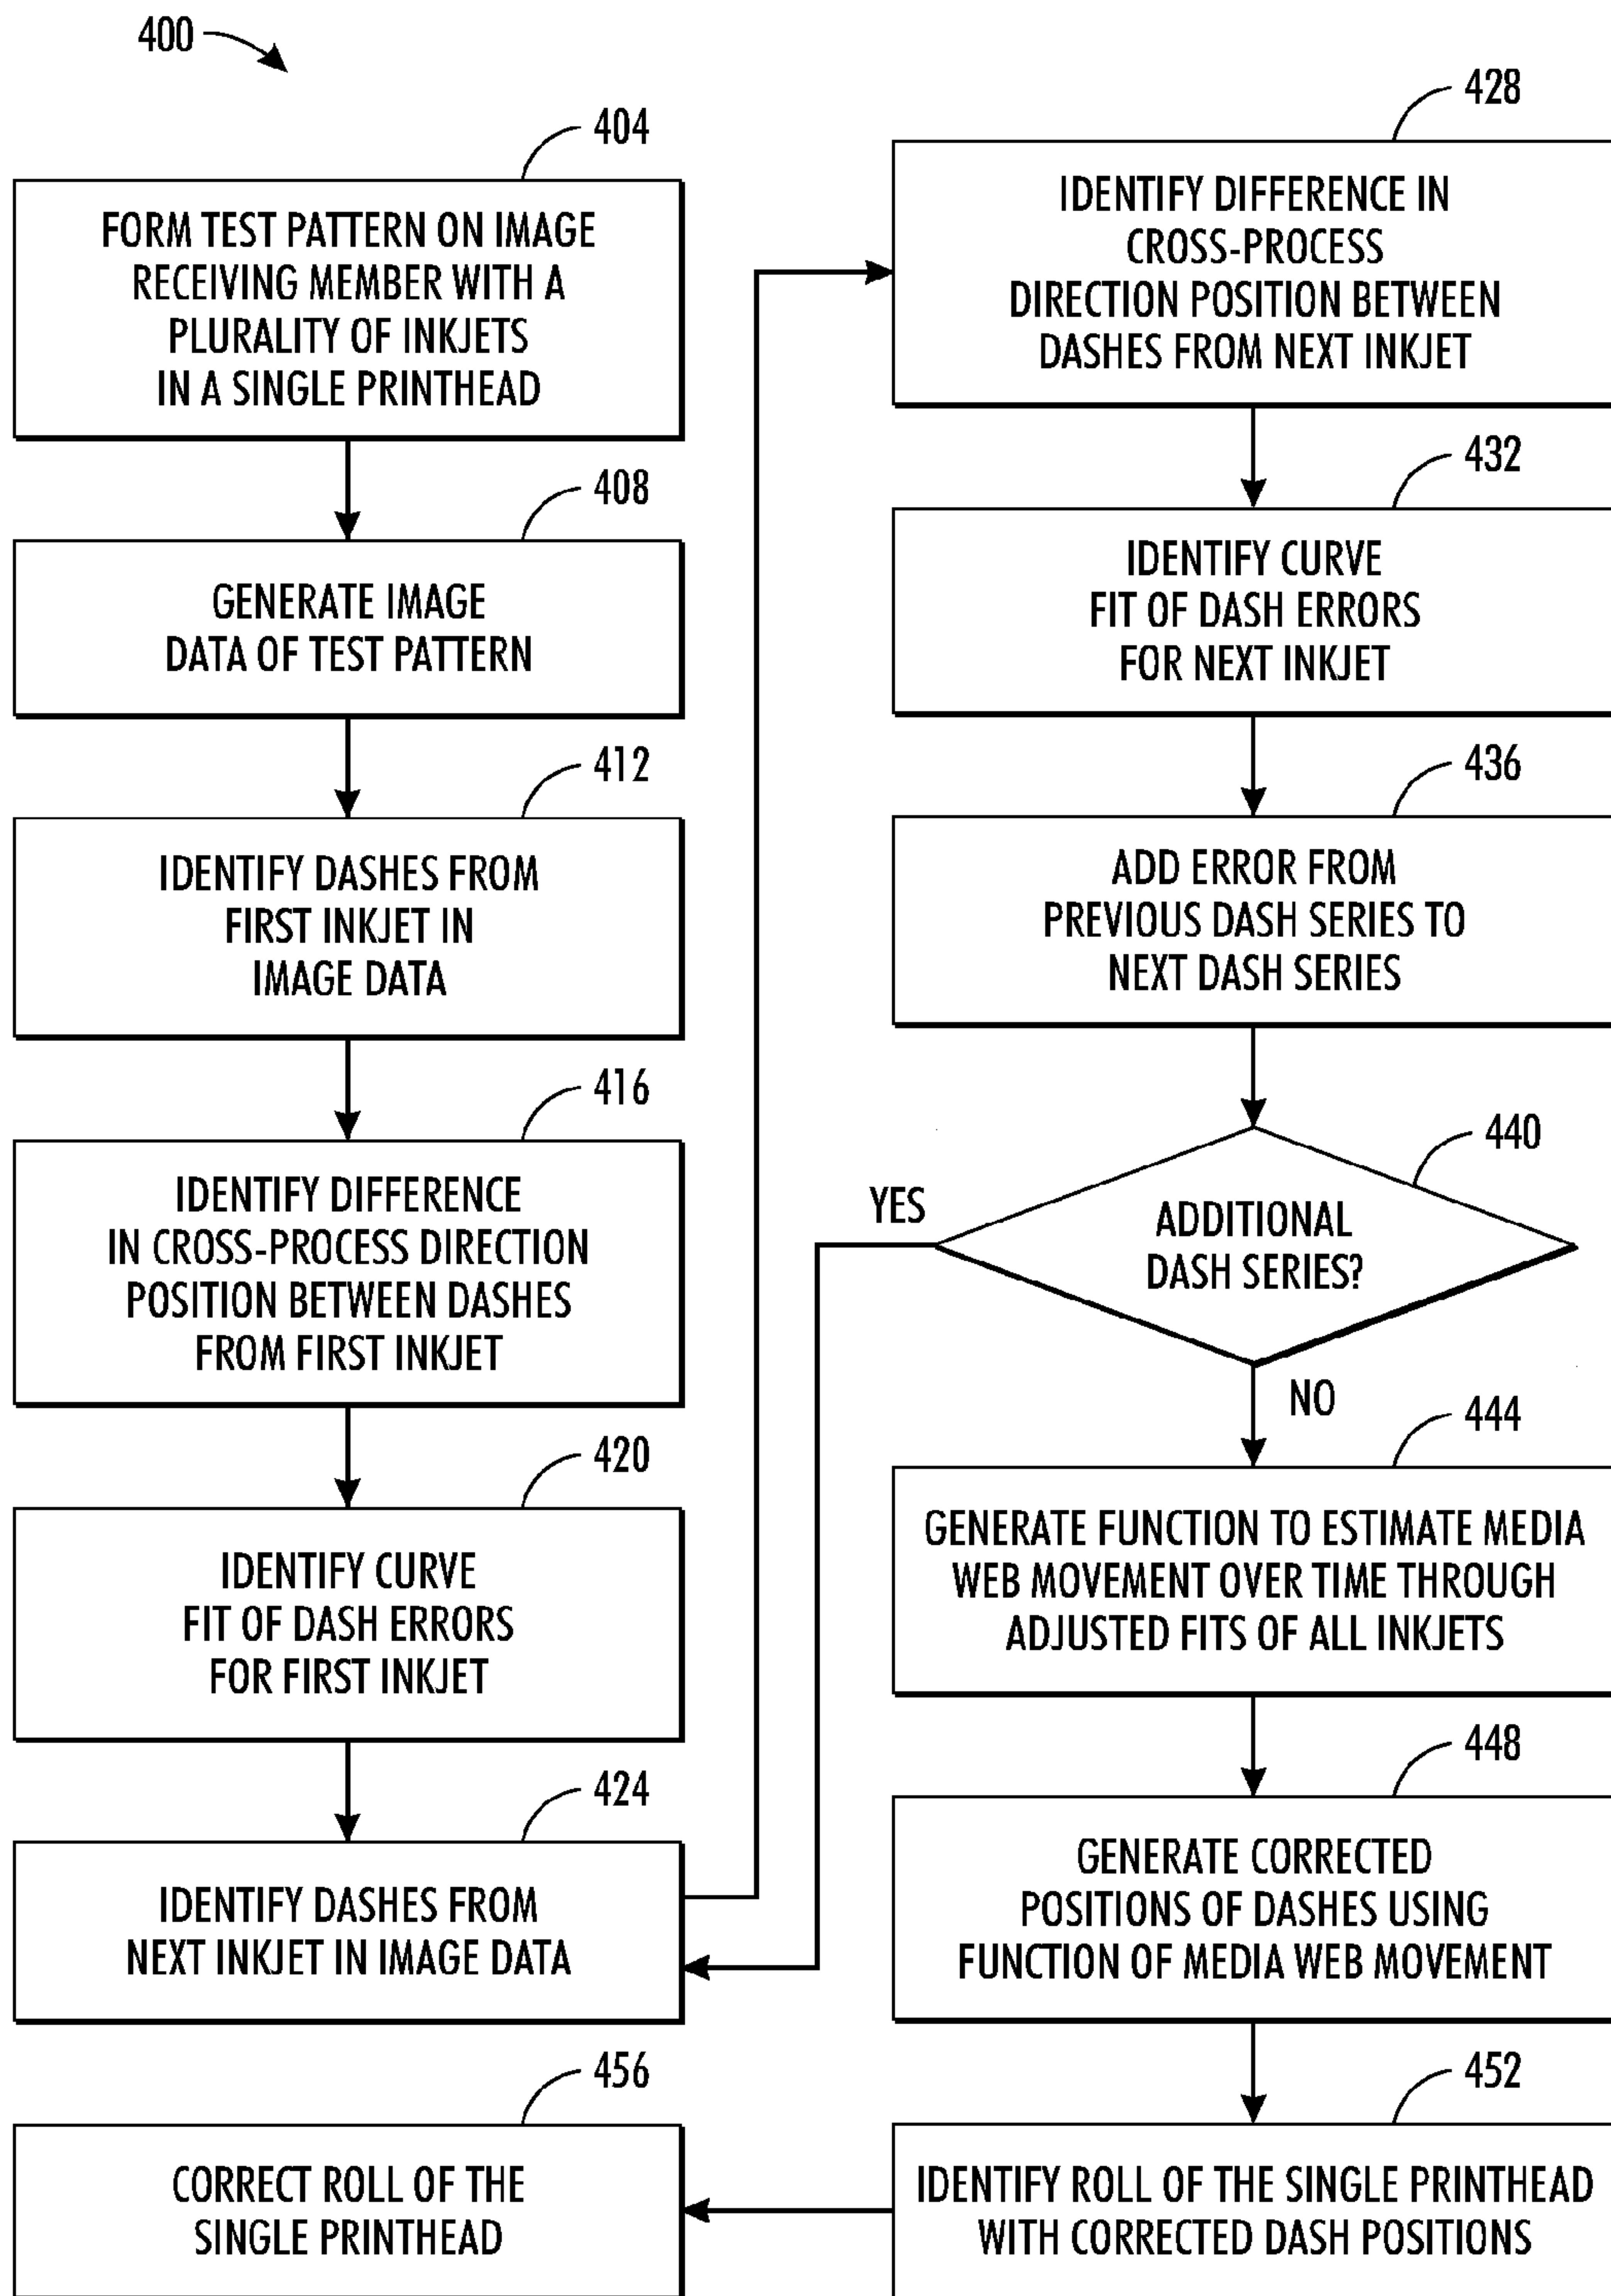 400
404
FORM TEST PATTERN ON IMAGE
RECEIVING MEMBER WITH A
PLURALITY OF INKJETS
IN A SINGLE PRINTHEAD
408
GENERATE IMAGE
DATA OF TEST PATTERN
412
IDENTIFY DASHES FROM
FIRST INKJET IN
IMAGE DATA
416
IDENTIFY DIFFERENCE
IN CROSS-PROCESS DIRECTION
POSITION BETWEEN DASHES
FROM FIRST INKJET
420
IDENTIFY CURVE
FIT OF DASH ERRORS
FOR FIRST INKJET
424
IDENTIFY DASHES FROM
NEXT INKJET IN IMAGE DATA
428
IDENTIFY DIFFERENCE IN
CROSS-PROCESS
DIRECTION POSITION BETWEEN
DASHES FROM NEXT INKJET
432
IDENTIFY CURVE
FIT OF DASH ERRORS
FOR NEXT INKJET
436
ADD ERROR FROM
PREVIOUS DASH SERIES TO
NEXT DASH SERIES
440
YES
ADDITIONAL
DASH SERIES?
NO
444
GENERATE FUNCTION TO ESTIMATE MEDIA
WEB MOVEMENT OVER TIME THROUGH
ADJUSTED FITS OF ALL INKJETS
448
GENERATE CORRECTED
POSITIONS OF DASHES USING
FUNCTION OF MEDIA WEB MOVEMENT
452
IDENTIFY ROLL OF THE SINGLE PRINTHEAD
WITH CORRECTED DASH POSITIONS
456
CORRECT ROLL OF THE
SINGLE PRINTHEAD